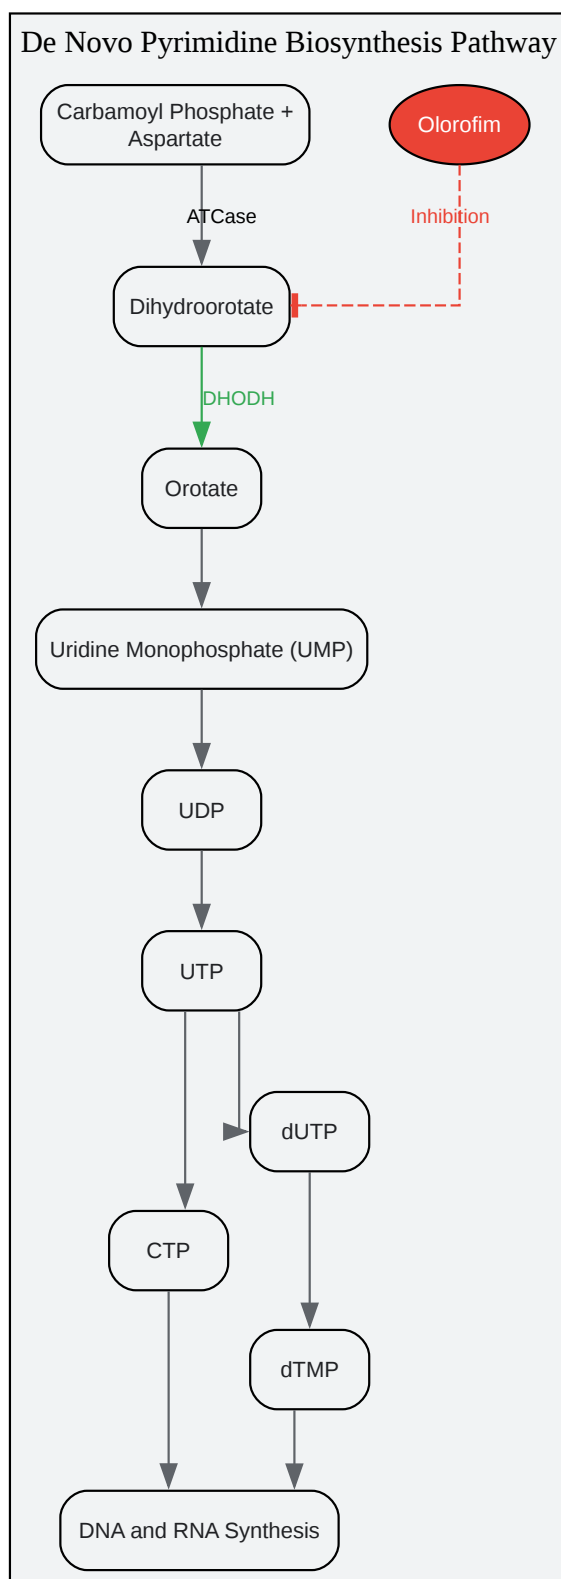 De Novo Pyrimidine Biosynthesis Pathway
Carbamoyl Phosphate +
Aspartate
Olorofim
ATCase
Inhibition
Dihydroorotate
DHODH
Orotate
Uridine Monophosphate (UMP)
UDP
UTP
dUTP
CTP
dTMP
DNA and RNA Synthesis